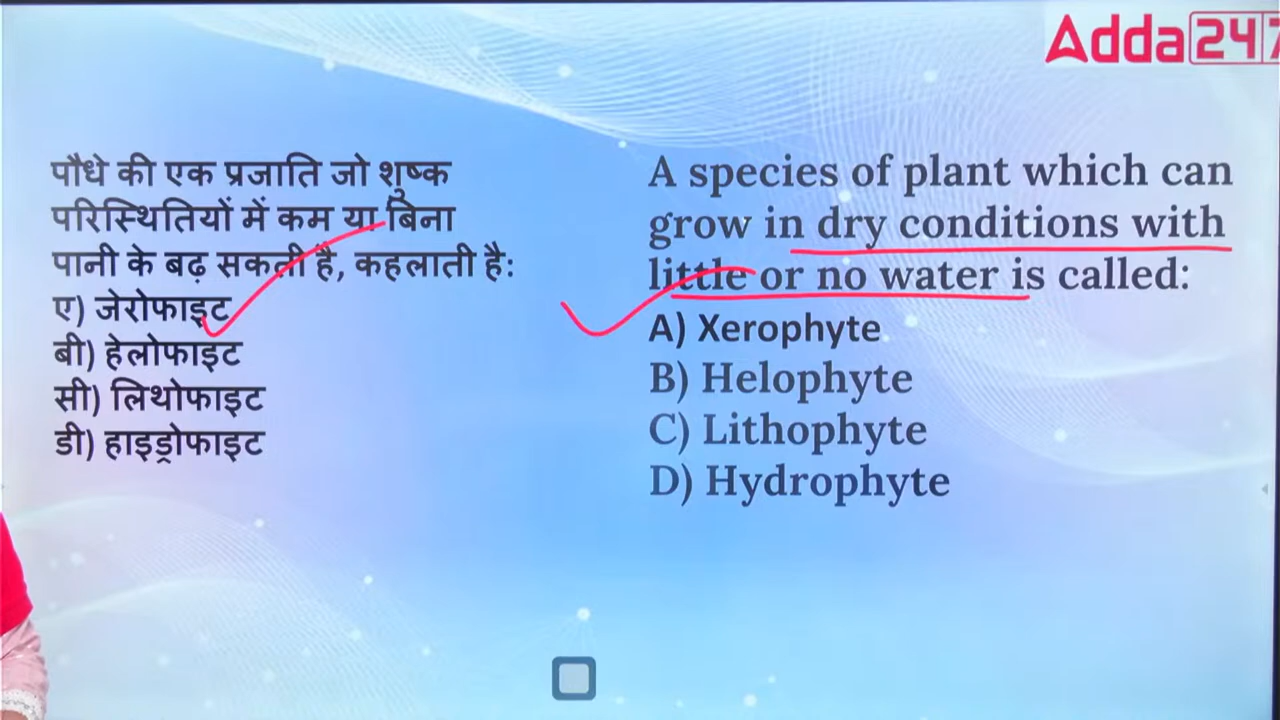 Adda247
पौधे की एक प्रजाति जो शुष्क
परिस्थितियों में कम या बिना
पानी के बढ़ सकती है, कहलाती है:
ए) जेरोफाइट
बी) हेलोफाइट
सी) लिथोफाइट
डी) हाइड्रोफाइट
A species of plant which can
grow in dry conditions with
little or no water is called:
A) Xerophyte
B) Helophyte
C) Lithophyte
D) Hydrophyte